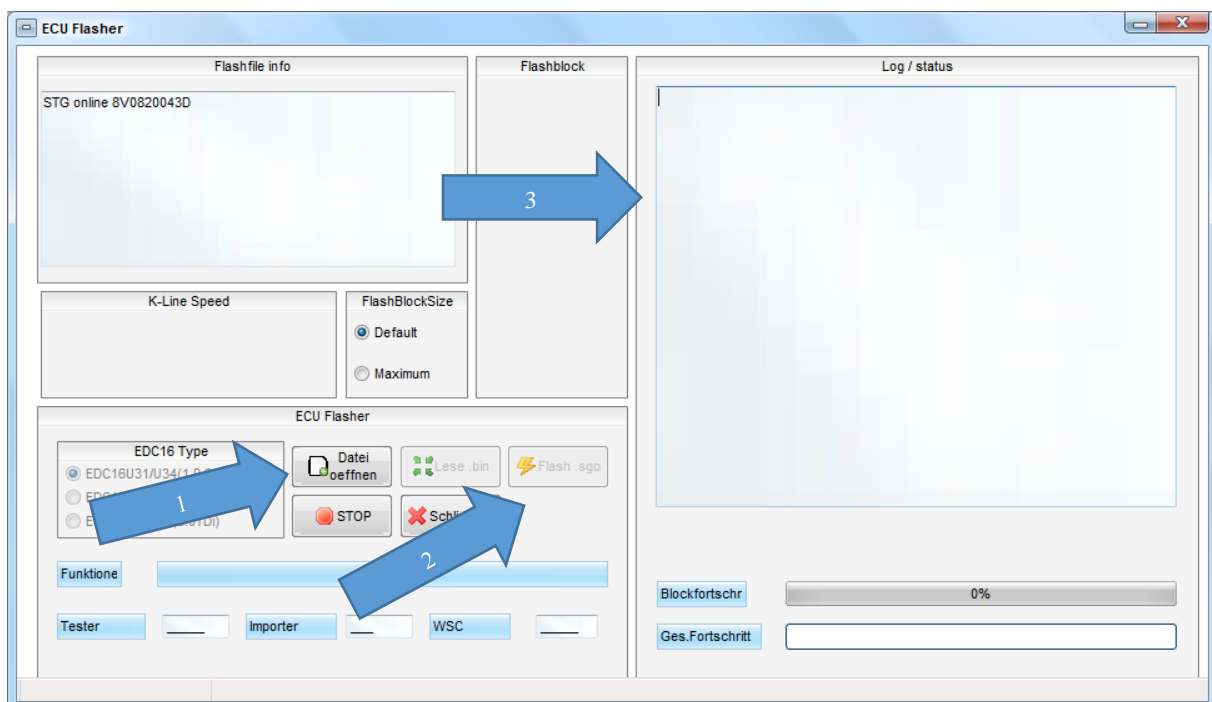 ECU Flasher
Flashfile info
STG online 8V0820043D
Flashblock
Log / status
3
K-Line Speed
FlashBlockSize
Default
Maximum
ECU Flasher
EDC16 Type
EDC16U31/U34(1.9
1
Datei
oeffnen
Lese .bin
Flash .sgo
STOP
2
Funktione
Tester
Importer
WSC
Blockfortschr
0%
Ges.Fortschritt